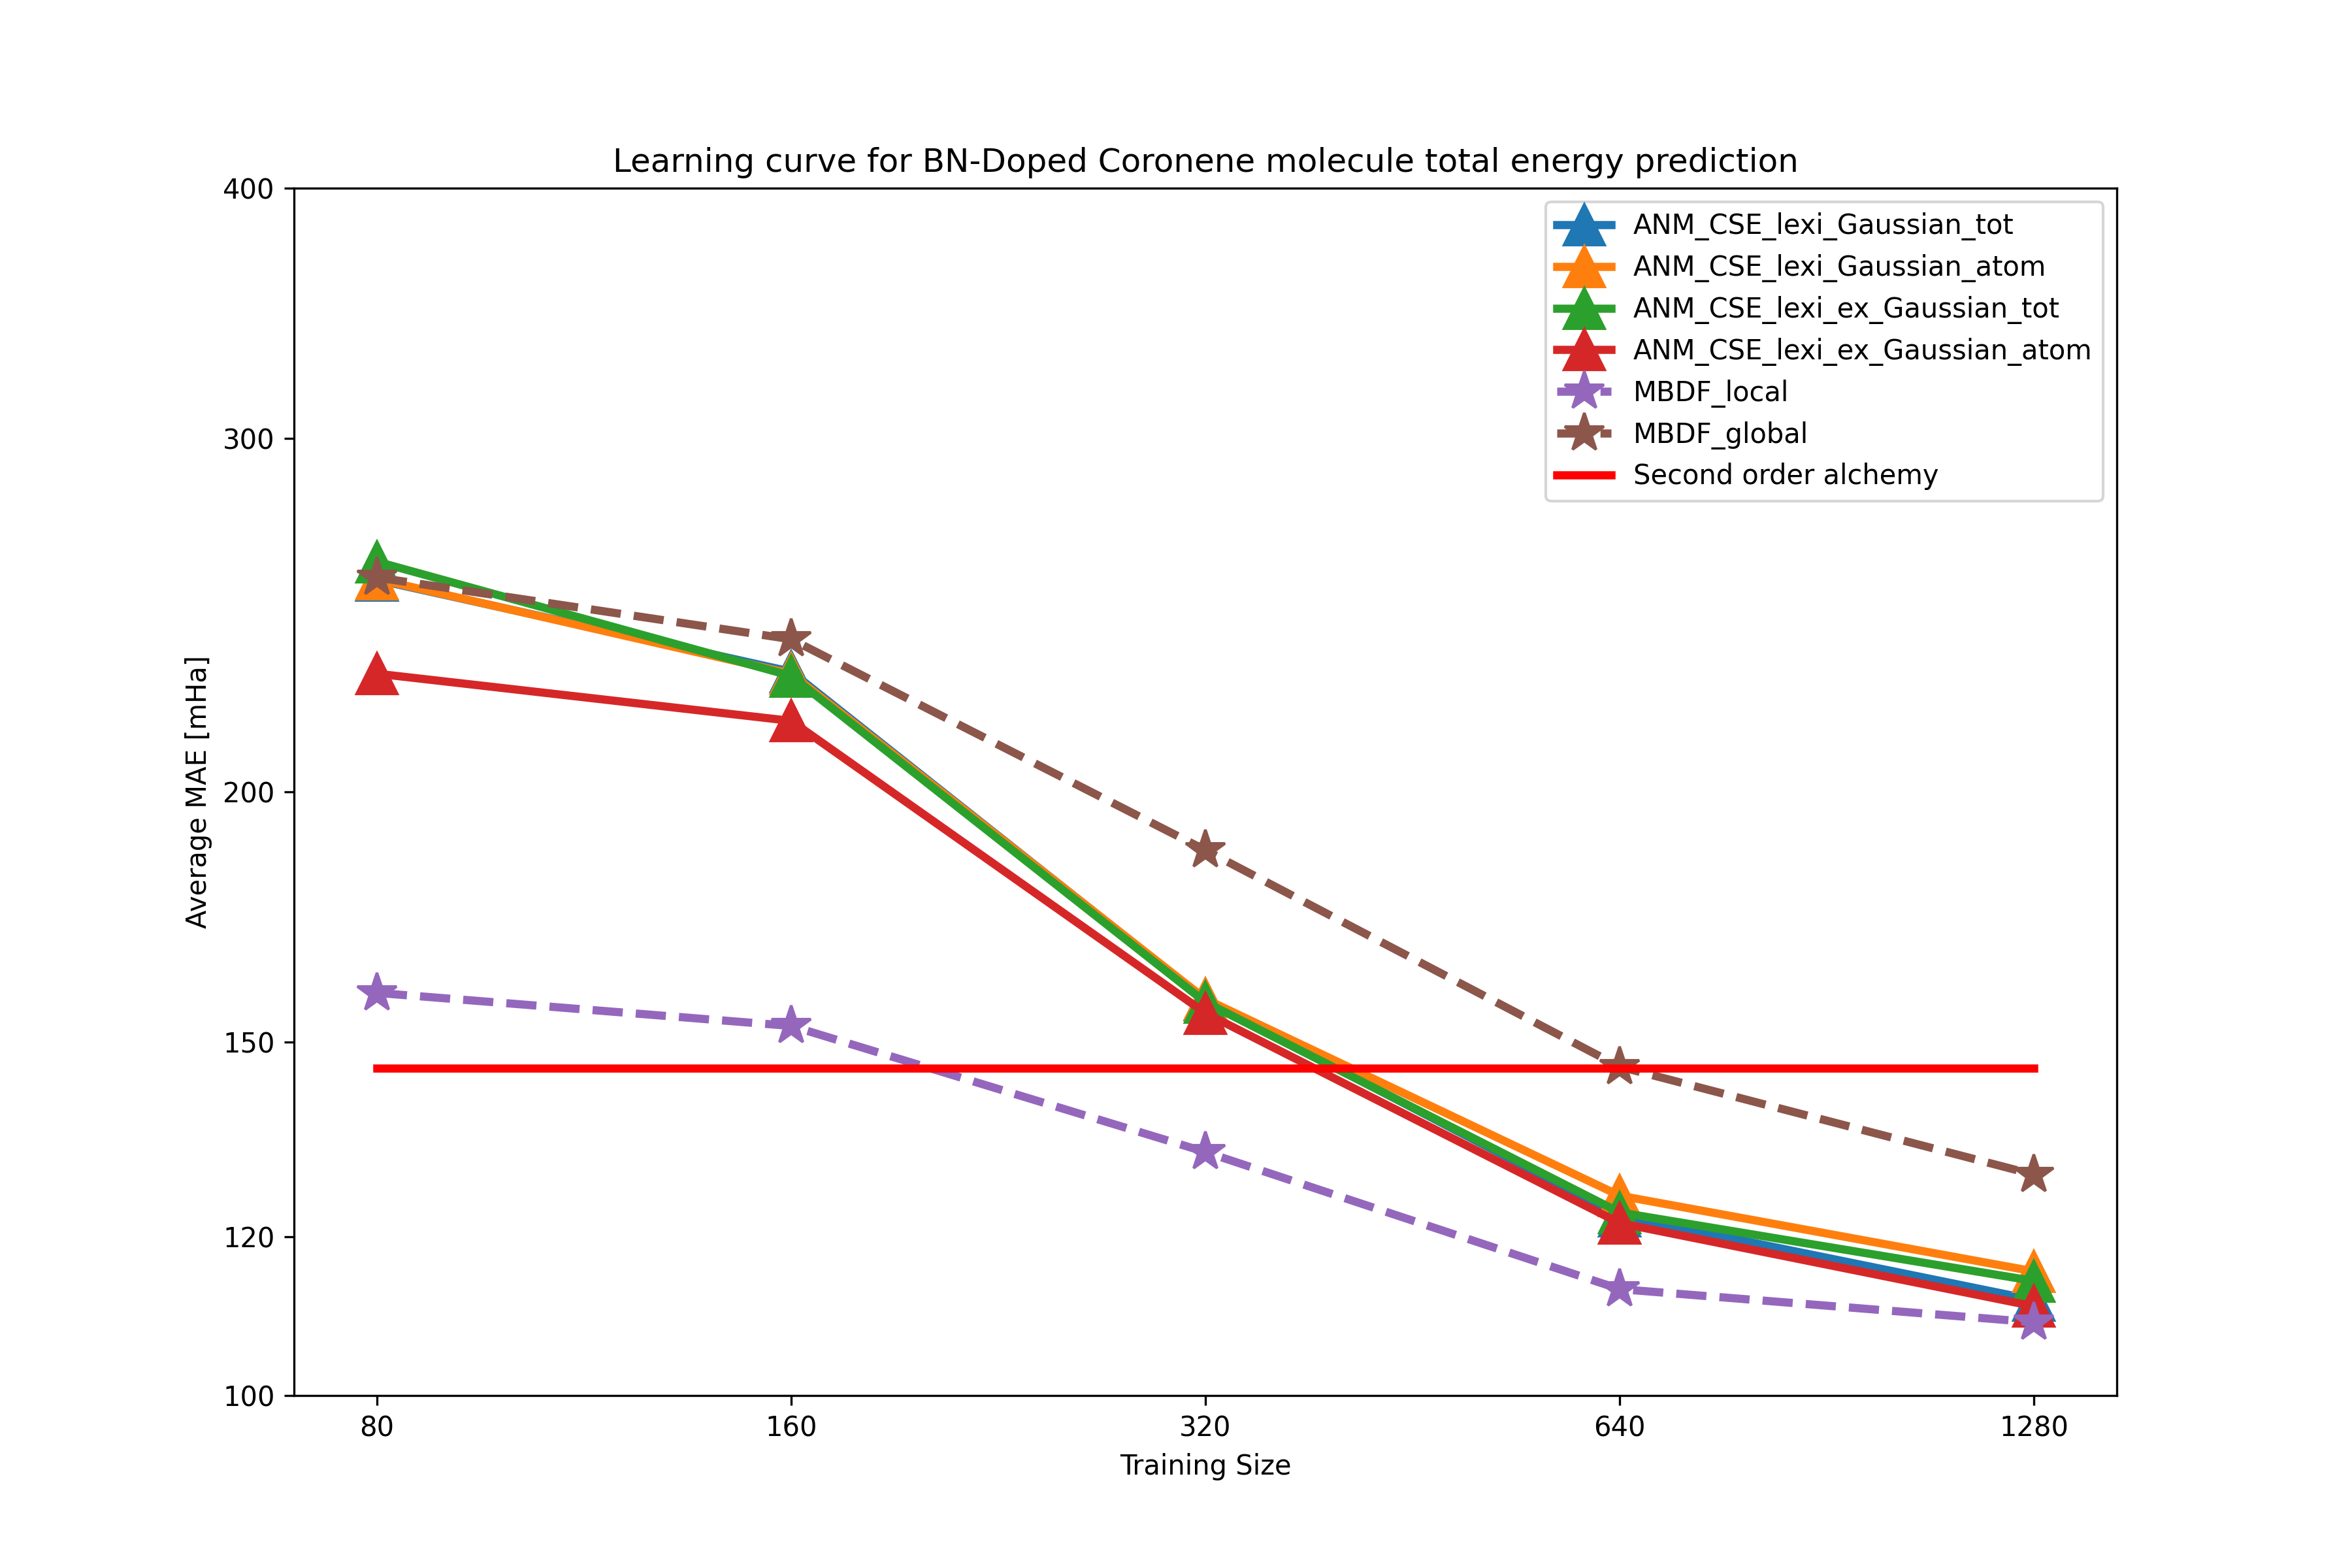 Learning curve for BN-Doped Coronene molecule total energy prediction
400
300
200
150
120
100
Average MAE [mHa]
ANM_CSE_lexi_Gaussian_tot
ANM_CSE_lexi_Gaussian_atom
ANM_CSE_lexi_ex_Gaussian_tot
ANM_CSE_lexi_ex_Gaussian_atom
MBDF_local
MBDF_global
Second order alchemy
80 160 320 640 1280
Training Size